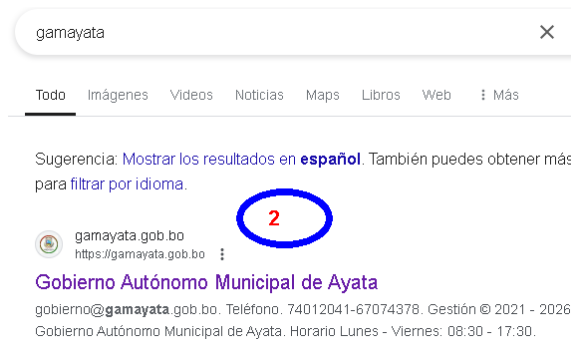 gamayata
Todo Imágenes Videos Noticias Maps Libros Web Más
Sugerencia: Mostrar los resultados en español. También puedes obtener más
para filtrar por idioma.
2
gamayata.gob.bo
https://gamayata.gob.bo
Gobierno Autónomo Municipal de Ayata
gobierno@gamayata.gob.bo. Teléfono. 74012041-67074378. Gestión © 2021 - 2026
Gobierno Autónomo Municipal de Ayata. Horario Lunes - Viernes: 08:30 - 17:30.